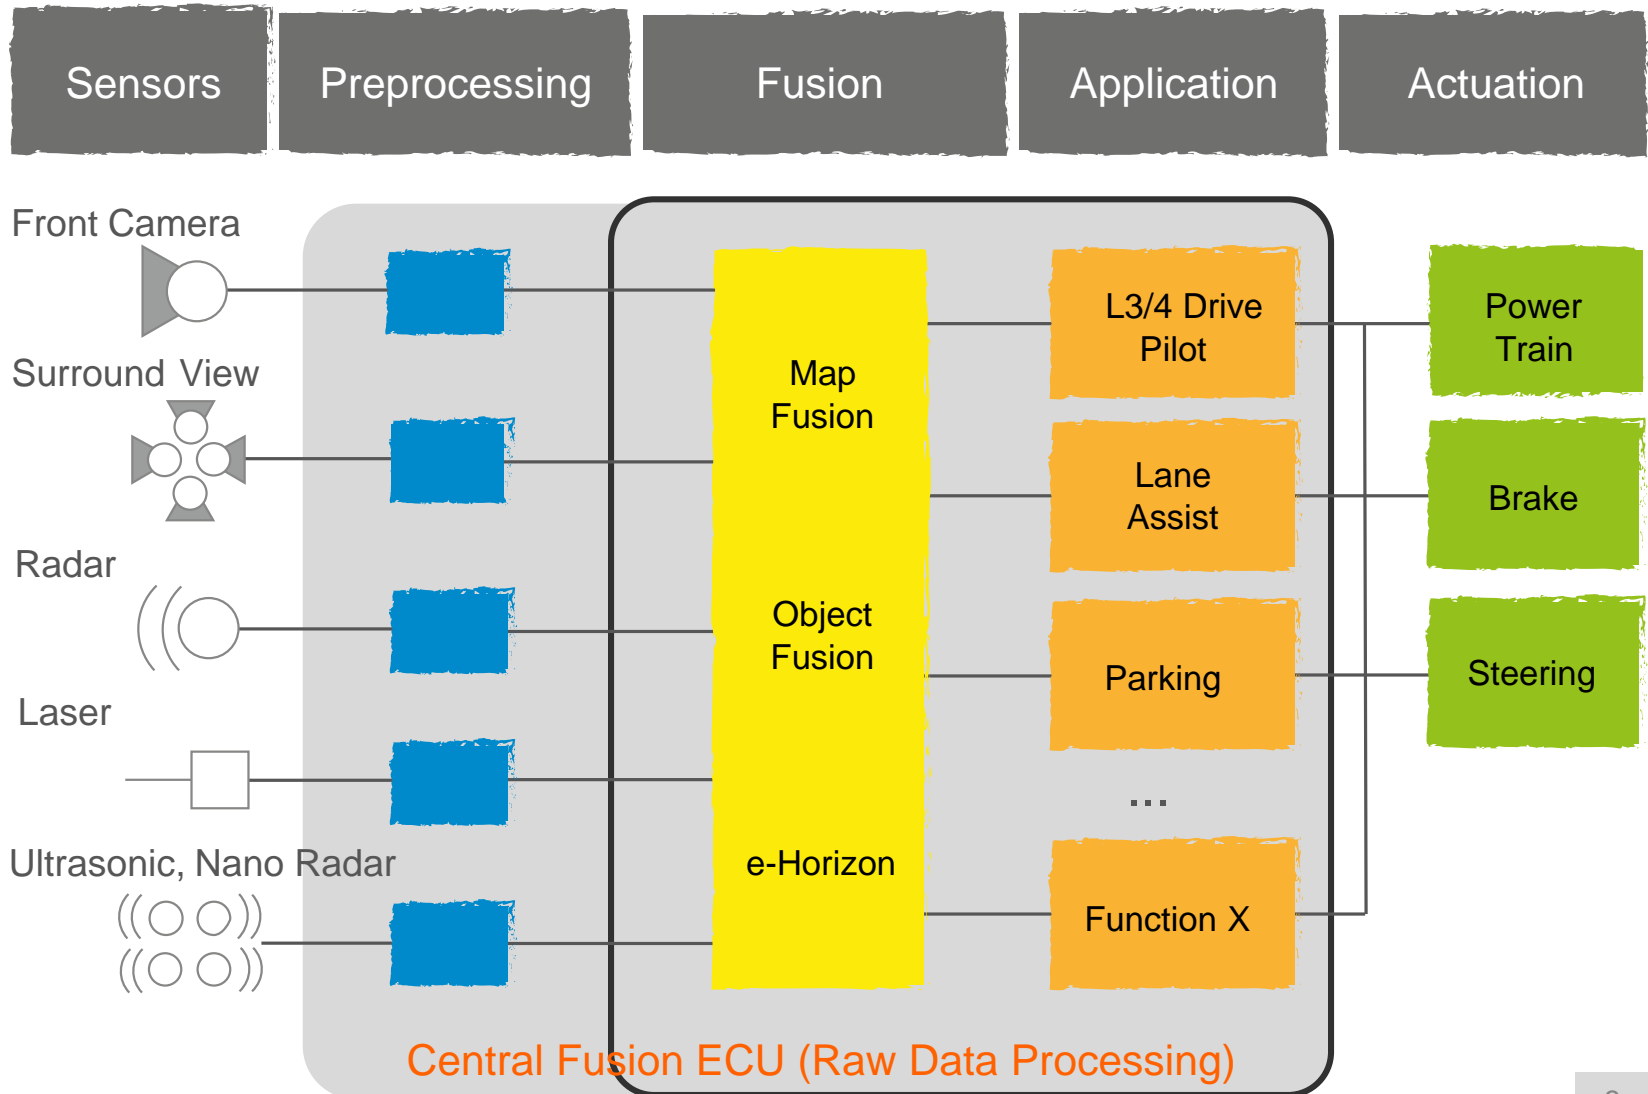 Sensors
Preprocessing
Fusion
Application
Actuation
Front Camera
Surround View
Radar
Laser
Ultrasonic, Nano Radar
Map
Fusion
Object
Fusion
e-Horizon
L3/4 Drive
Pilot
Lane
Assist
Parking
...
Function X
Power
Train
Brake
Steering
Central Fusion ECU (Raw Data Processing)